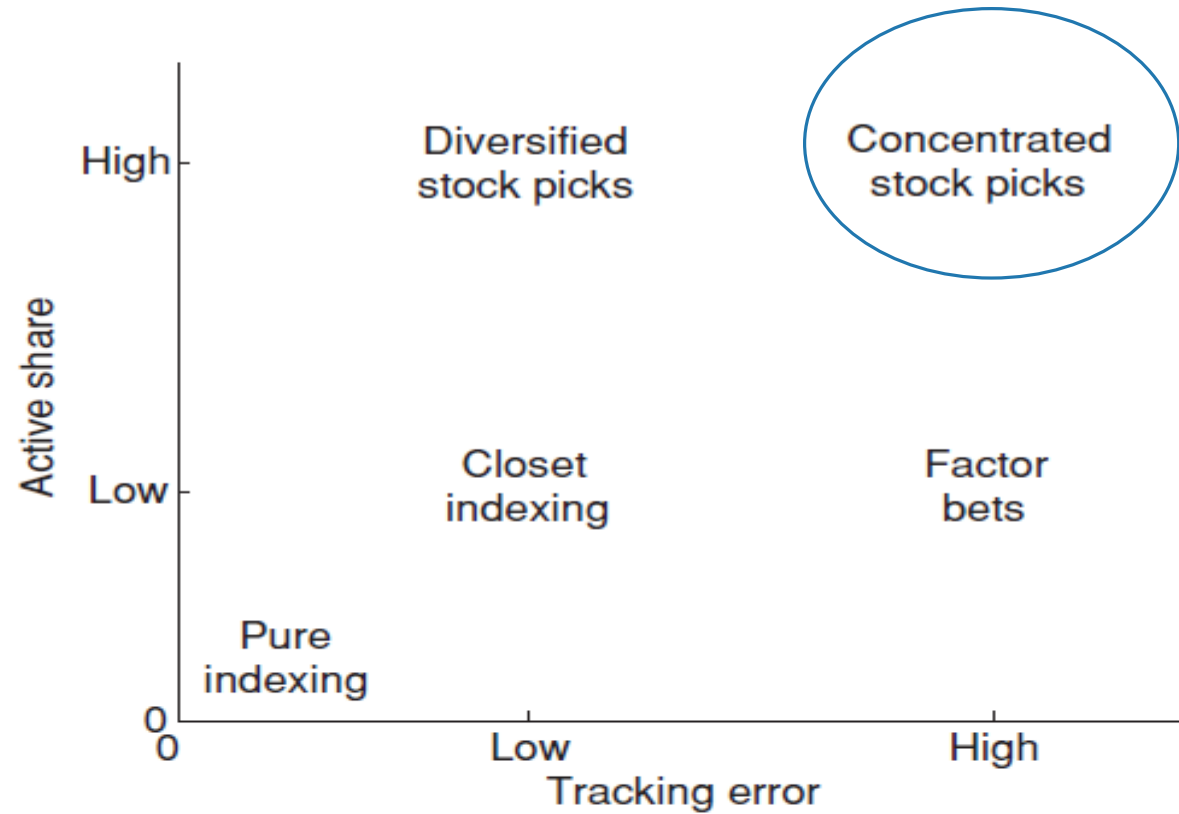 High
Diversified
stock picks
Concentrated
stock picks
Active share
Low
Closet
indexing
Factor
bets
Pure
indexing
0
0
Low
High
Tracking error